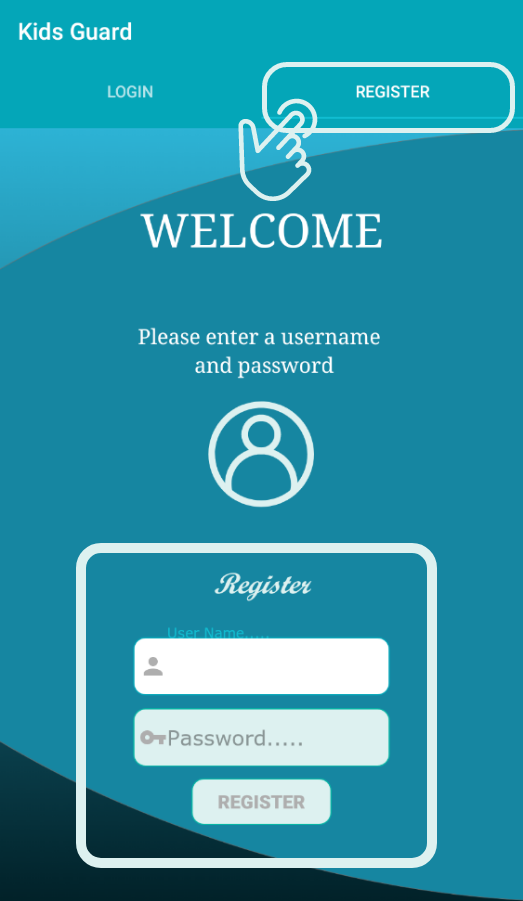 Kids Guard
LOGIN
REGISTER
WELCOME
Please enter a username
and password
Register
User Name.....
Password.....
REGISTER